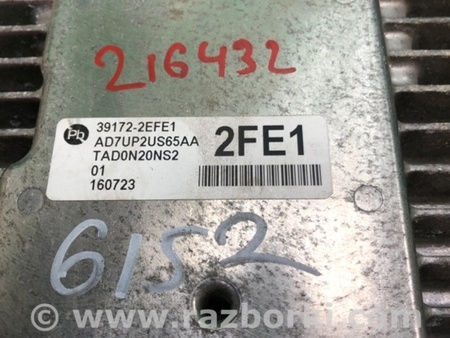 216432
Pb
39172-2EFE1
AD7UP2US65AA
TAD0N20NS2
01
160723
2FE1
6152
© www.razborka.com